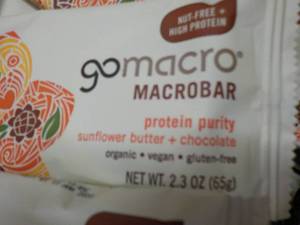 NUT-FREE +
HIGH PROTEIN
gomacro®
MACROBAR
protein purity
sunflower butter + chocolate
organic • vegan • gluten-free
NET WT. 2.3 OZ (65g)